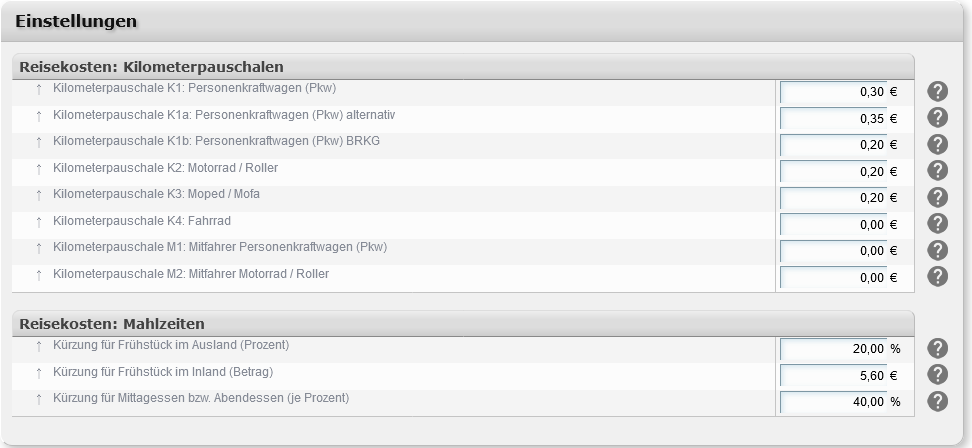 Einstellungen
Reisekosten: Kilometerpauschalen
↑ Kilometerpauschale K1: Personenkraftwagen (Pkw) 0,30 € ?
↑ Kilometerpauschale K1a: Personenkraftwagen (Pkw) alternativ 0,35 € ?
↑ Kilometerpauschale K1b: Personenkraftwagen (Pkw) BRKG 0,20 € ?
↑ Kilometerpauschale K2: Motorrad / Roller 0,20 € ?
↑ Kilometerpauschale K3: Moped / Mofa 0,20 € ?
↑ Kilometerpauschale K4: Fahrrad 0,00 € ?
↑ Kilometerpauschale M1: Mitfahrer Personenkraftwagen (Pkw) 0,00 € ?
↑ Kilometerpauschale M2: Mitfahrer Motorrad / Roller 0,00 € ?
Reisekosten: Mahlzeiten
↑ Kürzung für Frühstück im Ausland (Prozent) 20,00 % ?
↑ Kürzung für Frühstück im Inland (Betrag) 5,60 € ?
↑ Kürzung für Mittagessen bzw. Abendessen (je Prozent) 40,00 % ?